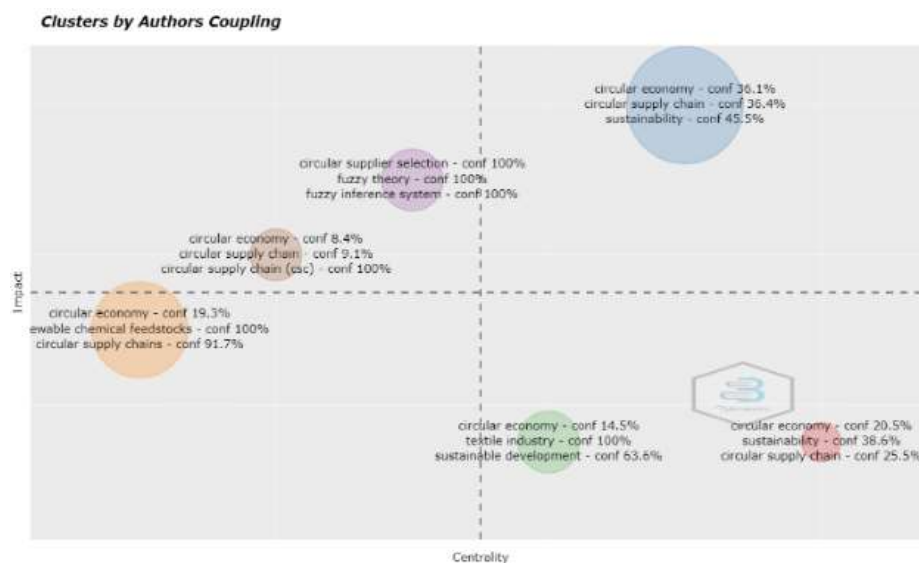 Clusters by Authors Coupling
circular economy - conf 36.1%
circular supply chain - conf 36.4%
sustainability - conf 45.5%
circular supplier selection - conf 100%
fuzzy theory - conf 100%
fuzzy inference system - conf 100%
circular economy - conf 8.4%
circular supply chain - conf 9.1%
circular supply chain (csc) - conf 100%
Impact
circular economy - conf 19.3%
ewable chemical feedstocks - conf 100%
circular supply chains - conf 91.7%
circular economy - conf 14.5%
textile industry - conf 100%
sustainable development - conf 63.6%
circular economy - conf 20.5%
sustainability - conf 38.6%
circular supply chain - conf 25.5%
Centrality